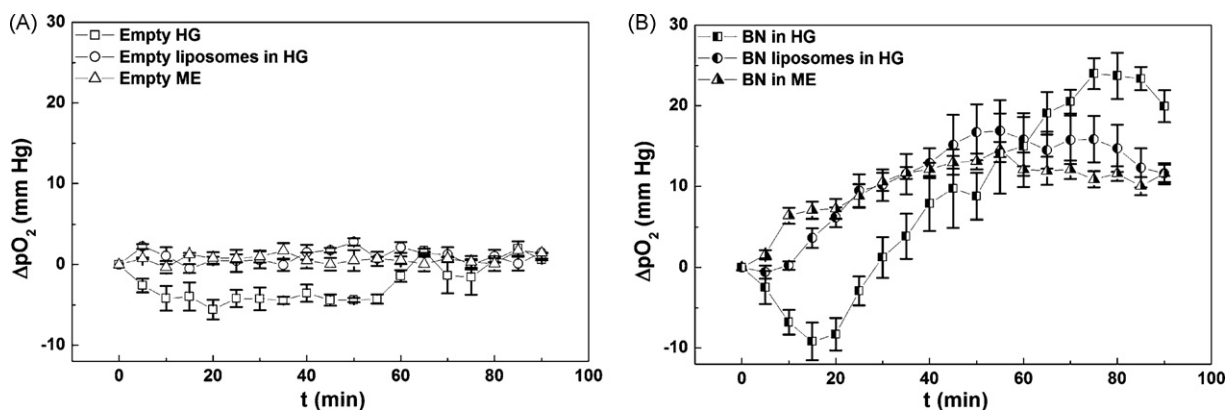 (A)
30
20
10
0
-10
ΔpO₂ (mm Hg)
Empty HG
Empty liposomes in HG
Empty ME
0 20 40 60 80 100
t (min)
(B)
30
20
10
0
-10
ΔpO₂ (mm Hg)
BN in HG
BN liposomes in HG
BN in ME
0 20 40 60 80 100
t (min)